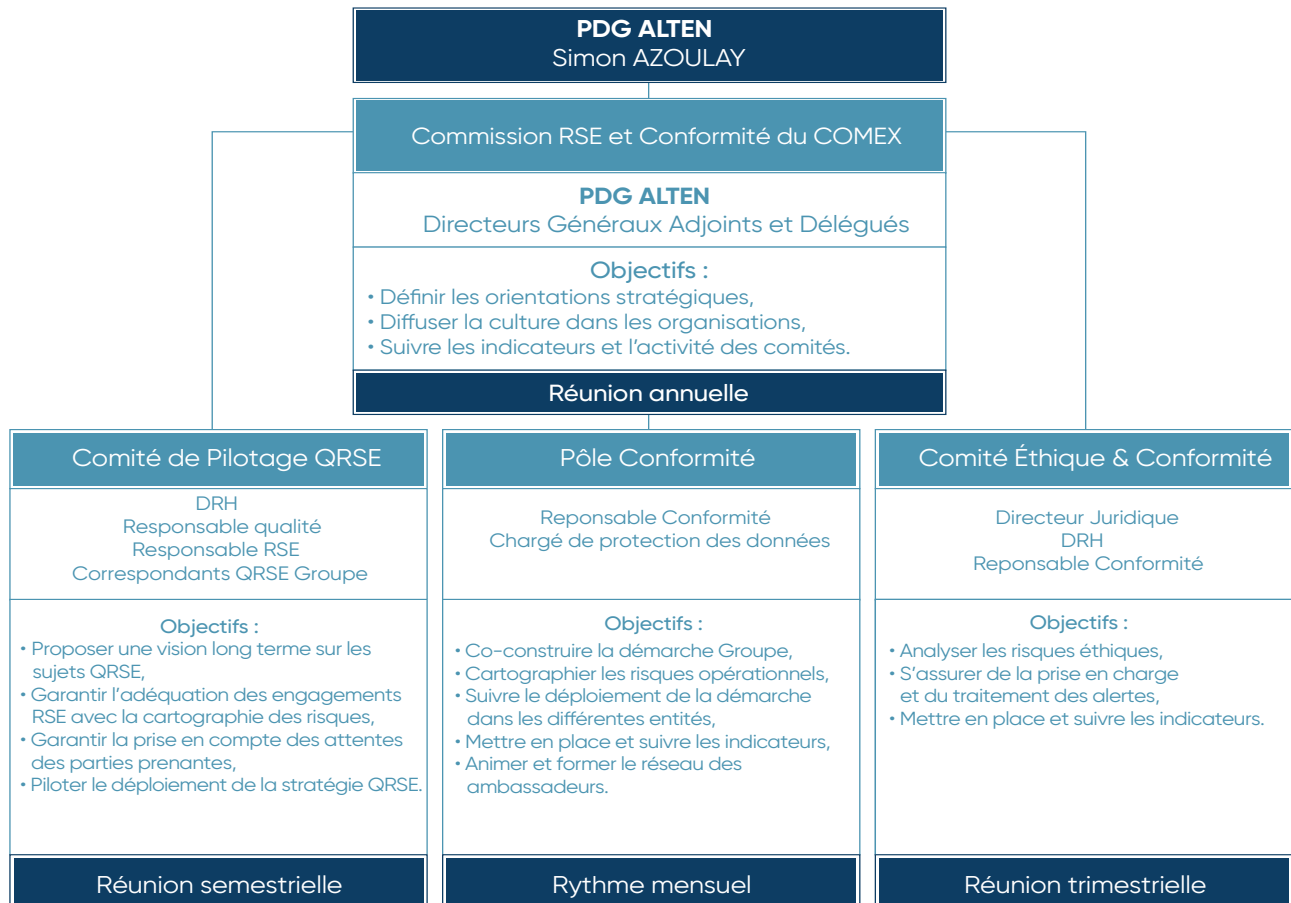 PDG ALTEN
Simon AZOULAY
Commission RSE et Conformité du COMEX
PDG ALTEN
Directeurs Généraux Adjoints et Délégués
Objectifs :
• Définir les orientations stratégiques,
• Diffuser la culture dans les organisations,
• Suivre les indicateurs et l'activité des comités.
Réunion annuelle
Comité de Pilotage QRSE
DRH
Responsable qualité
Responsable RSE
Correspondants QRSE Groupe
Objectifs :
• Proposer une vision long terme sur les
sujets QRSE,
• Garantir l'adéquation des engagements
RSE avec la cartographie des risques,
• Garantir la prise en compte des attentes
des parties prenantes,
• Piloter le déploiement de la stratégie QRSE.
Réunion semestrielle
Pôle Conformité
Reponsable Conformité
Chargé de protection des données
Objectifs :
• Co-construire la démarche Groupe,
• Cartographier les risques opérationnels,
• Suivre le déploiement de la démarche
dans les différentes entités,
• Mettre en place et suivre les indicateurs,
• Animer et former le réseau des
ambassadeurs.
Rythme mensuel
Comité Éthique & Conformité
Directeur Juridique
DRH
Reponsable Conformité
Objectifs :
• Analyser les risques éthiques,
• S'assurer de la prise en charge
et du traitement des alertes,
• Mettre en place et suivre les indicateurs.
Réunion trimestrielle